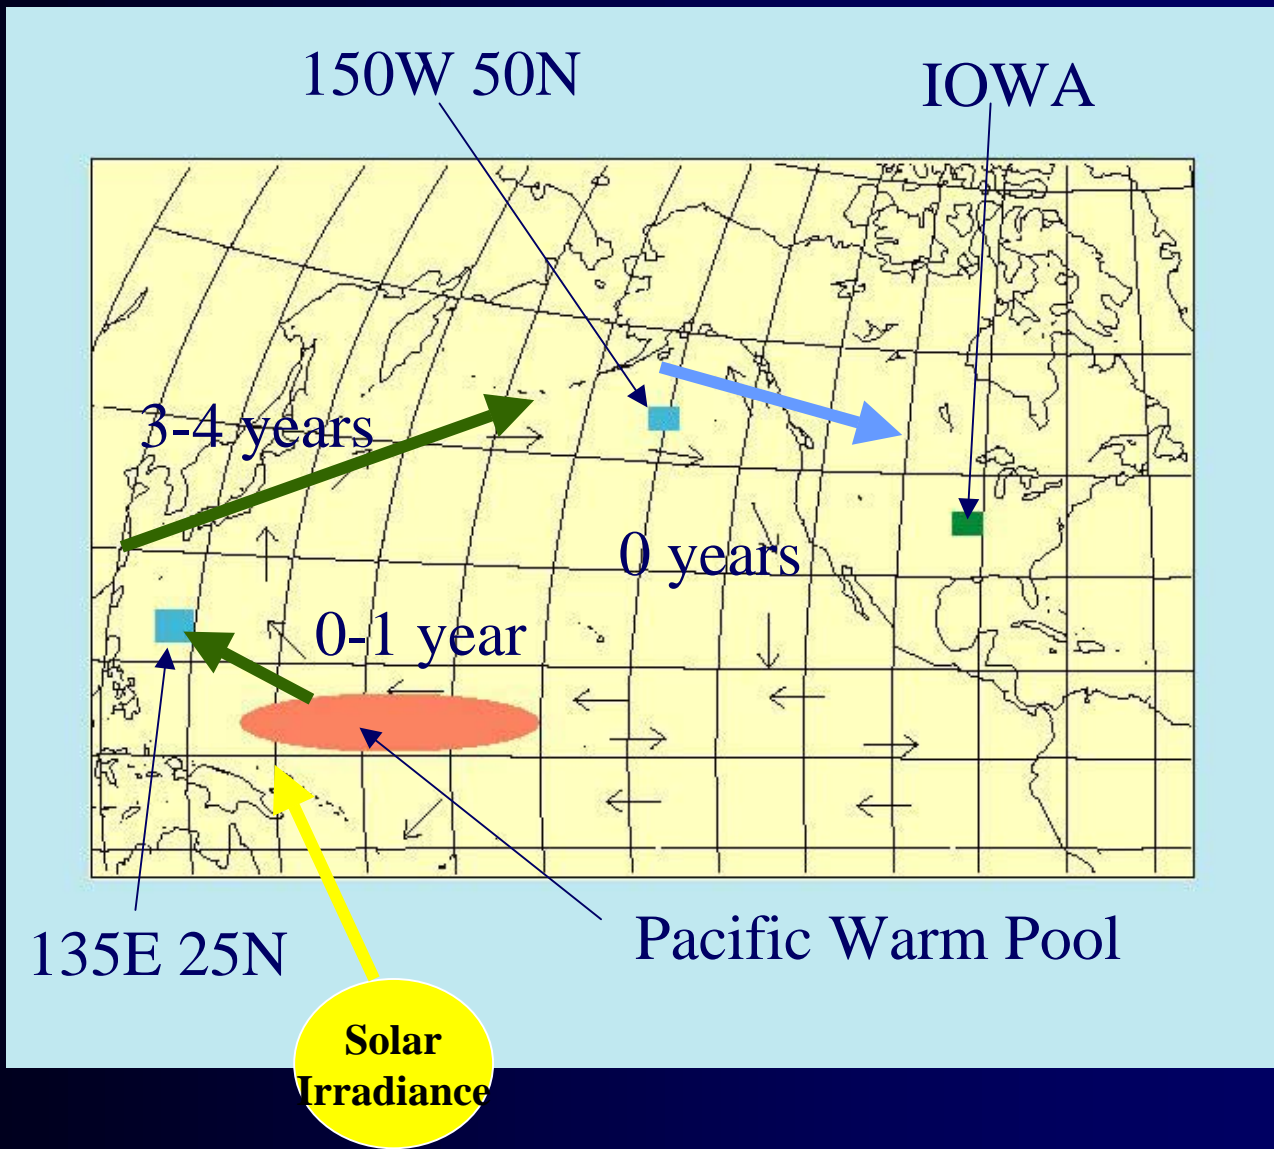 150W 50N
IOWA
3-4 years
0 years
0-1 year
135E 25N
Pacific Warm Pool
Solar
Irradiance